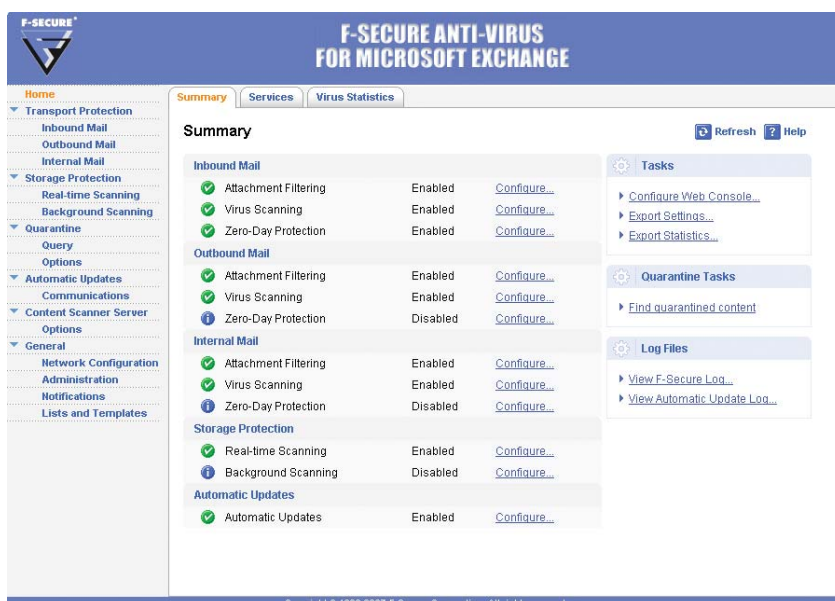 F-SECURE
F-SECURE ANTI-VIRUS
FOR MICROSOFT EXCHANGE
Home
Transport Protection
Inbound Mail
Outbound Mail
Internal Mail
Storage Protection
Real-time Scanning
Background Scanning
Quarantine
Query
Options
Automatic Updates
Communications
Content Scanner Server
Options
General
Network Configuration
Administration
Notifications
Lists and Templates
Summary Services Virus Statistics
Summary
Refresh ? Help
Inbound Mail
Attachment Filtering Enabled Configure...
Virus Scanning Enabled Configure...
Zero-Day Protection Enabled Configure...
Outbound Mail
Attachment Filtering Enabled Configure...
Virus Scanning Enabled Configure...
Zero-Day Protection Disabled Configure...
Internal Mail
Attachment Filtering Enabled Configure...
Virus Scanning Enabled Configure...
Zero-Day Protection Disabled Configure...
Storage Protection
Real-time Scanning Enabled Configure...
Background Scanning Disabled Configure...
Automatic Updates
Automatic Updates Enabled Configure...
Tasks
Configure Web Console...
Export Settings...
Export Statistics...
Quarantine Tasks
Find quarantined content
Log Files
View F-Secure Log...
View Automatic Update Log...